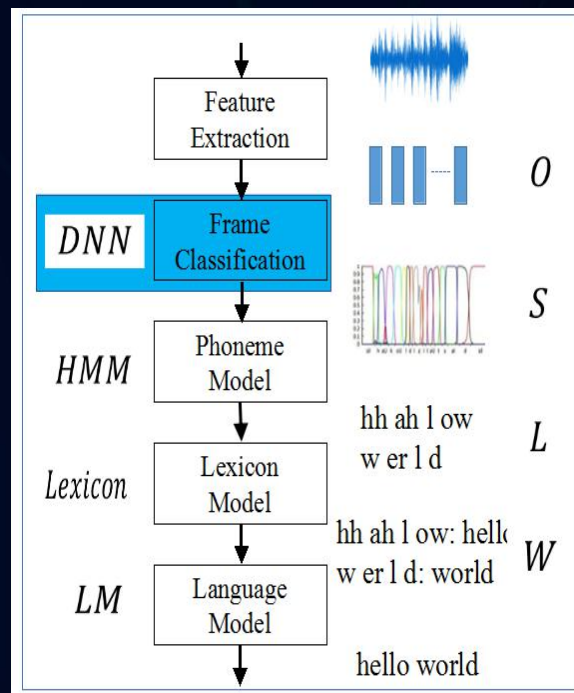 Feature
Extraction
O
DNN
Frame
Classification
S
HMM
Phoneme
Model
hh ah l ow
w er l d
L
Lexicon
Lexicon
Model
hh ah l ow: hello
w er l d: world
W
LM
Language
Model
hello world